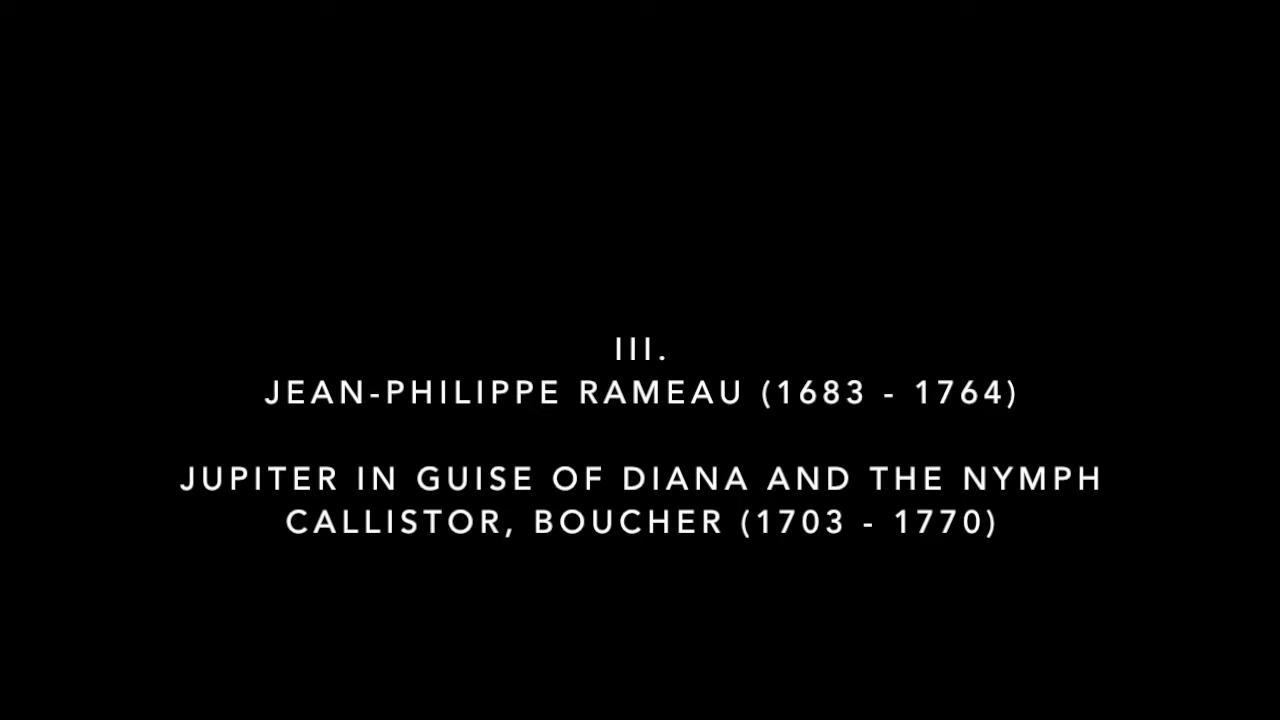 III.
JEAN-PHILIPPE RAMEAU (1683 - 1764)
JUPITER IN GUISE OF DIANA AND THE NYMPH
CALLISTOR, BOUCHER (1703 - 1770)